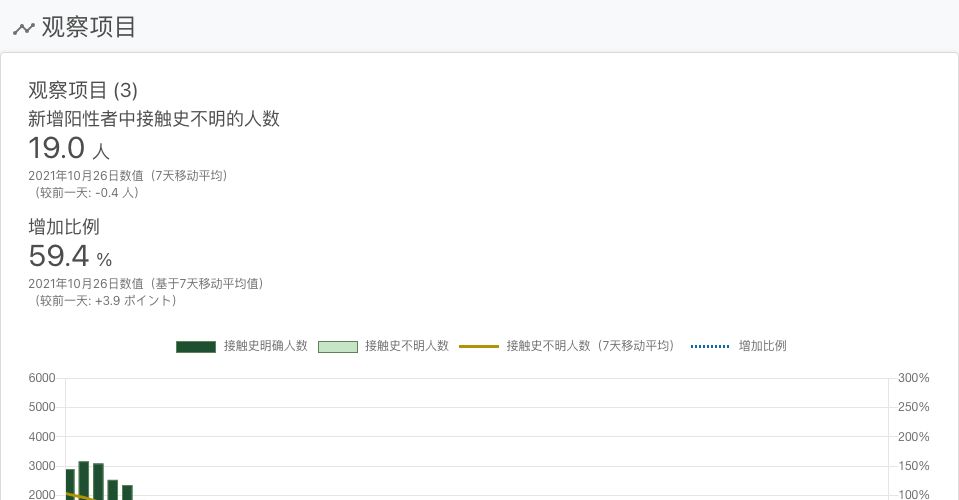 观察项目
观察项目 (3)
新增阳性者中接触史不明的人数
19.0 人
2021年10月26日数值（7天移动平均）
（较前一天: -0.4 人）
增加比例
59.4 %
2021年10月26日数值（基于7天移动平均值）
（较前一天: +3.9 ポイント）
接触史明确人数 接触史不明人数 接触史不明人数（7天移动平均） 增加比例
6000 300%
5000 250%
4000 200%
3000 150%
2000 100%